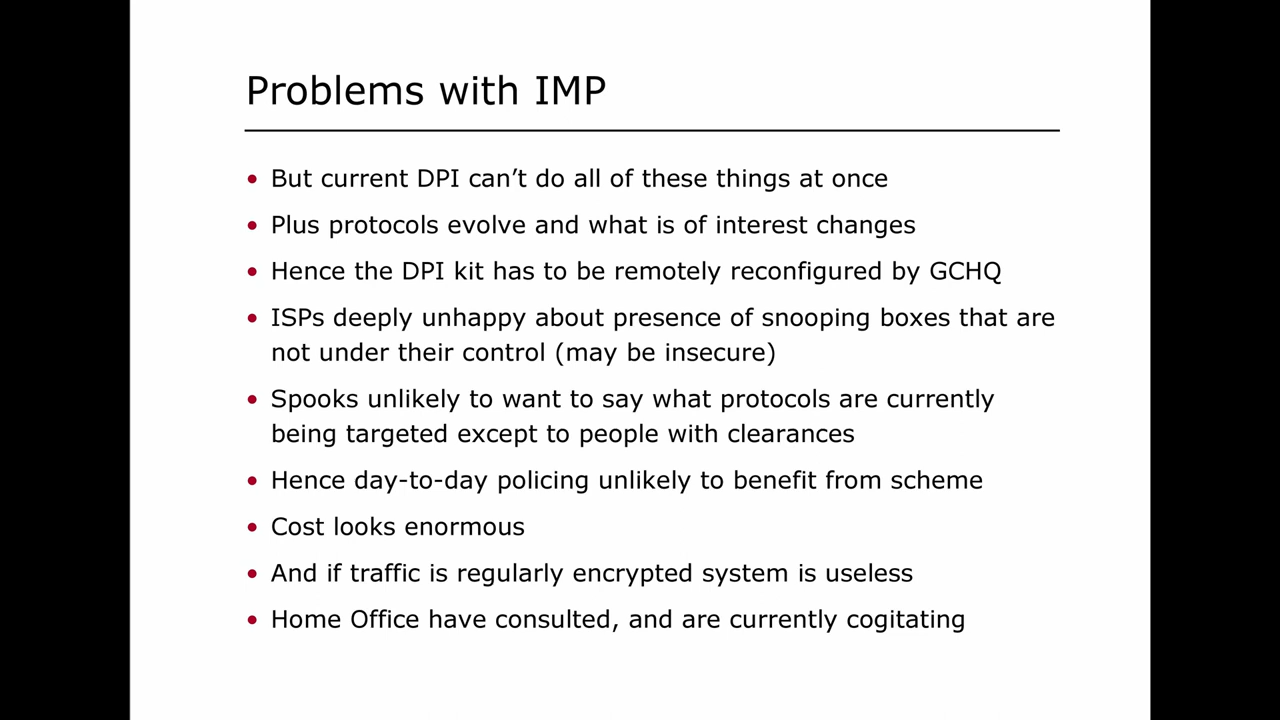 Problems with IMP
• But current DPI can’t do all of these things at once
• Plus protocols evolve and what is of interest changes
• Hence the DPI kit has to be remotely reconfigured by GCHQ
• ISPs deeply unhappy about presence of snooping boxes that are
not under their control (may be insecure)
• Spooks unlikely to want to say what protocols are currently
being targeted except to people with clearances
• Hence day-to-day policing unlikely to benefit from scheme
• Cost looks enormous
• And if traffic is regularly encrypted system is useless
• Home Office have consulted, and are currently cogitating